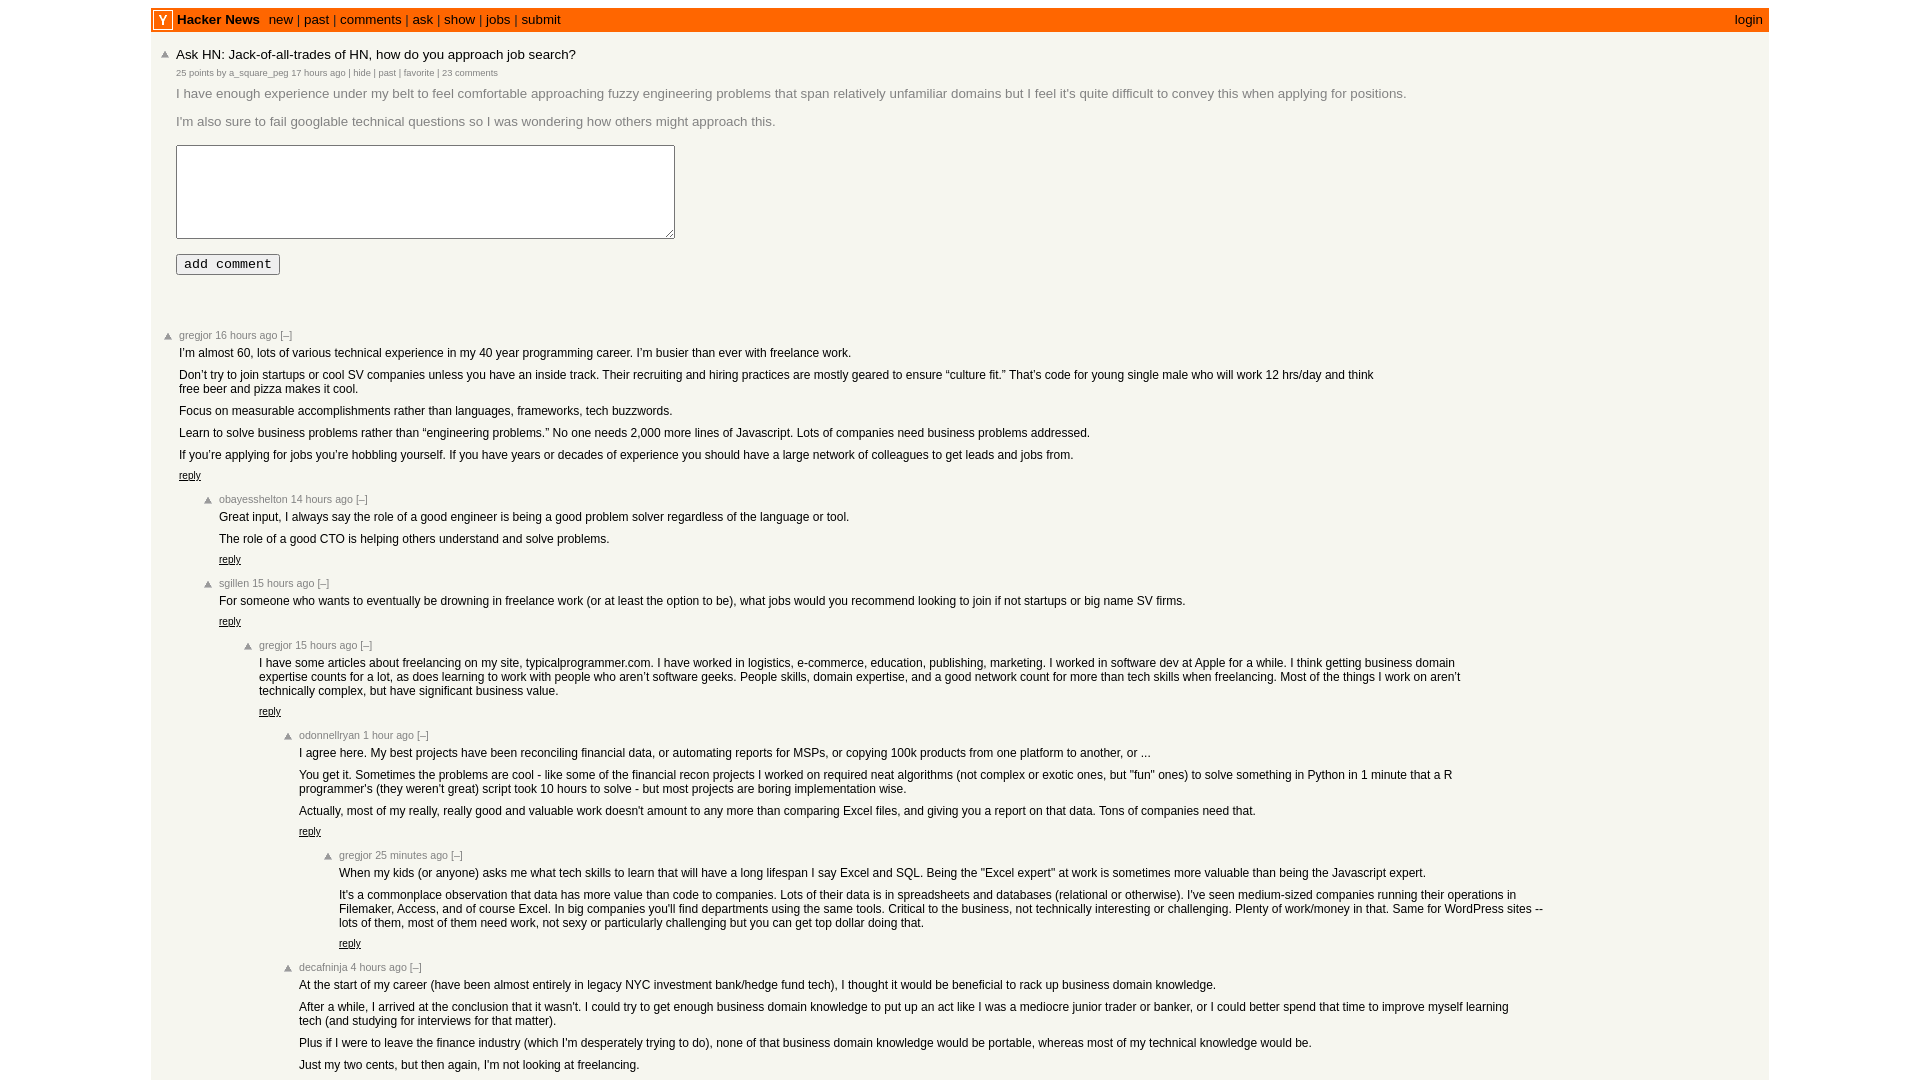 Y Hacker News new | past | comments | ask | show | jobs | submit login
Ask HN: Jack-of-all-trades of HN, how do you approach job search?
25 points by a_square_peg 17 hours ago | hide | past | favorite | 23 comments
I have enough experience under my belt to feel comfortable approaching fuzzy engineering problems that span relatively unfamiliar domains but I feel it's quite difficult to convey this when applying for positions.
I'm also sure to fail googlable technical questions so I was wondering how others might approach this.
add comment
gregjor 16 hours ago [–]
I’m almost 60, lots of various technical experience in my 40 year programming career. I’m busier than ever with freelance work.
Don’t try to join startups or cool SV companies unless you have an inside track. Their recruiting and hiring practices are mostly geared to ensure “culture fit.” That’s code for young single male who will work 12 hrs/day and think
free beer and pizza makes it cool.
Focus on measurable accomplishments rather than languages, frameworks, tech buzzwords.
Learn to solve business problems rather than “engineering problems.” No one needs 2,000 more lines of Javascript. Lots of companies need business problems addressed.
If you’re applying for jobs you’re hobbling yourself. If you have years or decades of experience you should have a large network of colleagues to get leads and jobs from.
reply
obayesshelton 14 hours ago [–]
Great input, I always say the role of a good engineer is being a good problem solver regardless of the language or tool.
The role of a good CTO is helping others understand and solve problems.
reply
sgillen 15 hours ago [–]
For someone who wants to eventually be drowning in freelance work (or at least the option to be), what jobs would you recommend looking to join if not startups or big name SV firms.
reply
gregjor 15 hours ago [–]
I have some articles about freelancing on my site, typicalprogrammer.com. I have worked in logistics, e-commerce, education, publishing, marketing. I worked in software dev at Apple for a while. I think getting business domain
expertise counts for a lot, as does learning to work with people who aren’t software geeks. People skills, domain expertise, and a good network count for more than tech skills when freelancing. Most of the things I work on aren’t
technically complex, but have significant business value.
reply
odonnellryan 1 hour ago [–]
I agree here. My best projects have been reconciling financial data, or automating reports for MSPs, or copying 100k products from one platform to another, or ...
You get it. Sometimes the problems are cool - like some of the financial recon projects I worked on required neat algorithms (not complex or exotic ones, but "fun" ones) to solve something in Python in 1 minute that a R
programmer's (they weren't great) script took 10 hours to solve - but most projects are boring implementation wise.
Actually, most of my really, really good and valuable work doesn't amount to any more than comparing Excel files, and giving you a report on that data. Tons of companies need that.
reply
gregjor 25 minutes ago [–]
When my kids (or anyone) asks me what tech skills to learn that will have a long lifespan I say Excel and SQL. Being the "Excel expert" at work is sometimes more valuable than being the Javascript expert.
It's a commonplace observation that data has more value than code to companies. Lots of their data is in spreadsheets and databases (relational or otherwise). I've seen medium-sized companies running their operations in
Filemaker, Access, and of course Excel. In big companies you'll find departments using the same tools. Critical to the business, not technically interesting or challenging. Plenty of work/money in that. Same for WordPress sites --
lots of them, most of them need work, not sexy or particularly challenging but you can get top dollar doing that.
reply
decafninja 4 hours ago [–]
At the start of my career (have been almost entirely in legacy NYC investment bank/hedge fund tech), I thought it would be beneficial to rack up business domain knowledge.
After a while, I arrived at the conclusion that it wasn't. I could try to get enough business domain knowledge to put up an act like I was a mediocre junior trader or banker, or I could better spend that time to improve myself learning
tech (and studying for interviews for that matter).
Plus if I were to leave the finance industry (which I'm desperately trying to do), none of that business domain knowledge would be portable, whereas most of my technical knowledge would be.
Just my two cents, but then again, I'm not looking at freelancing.